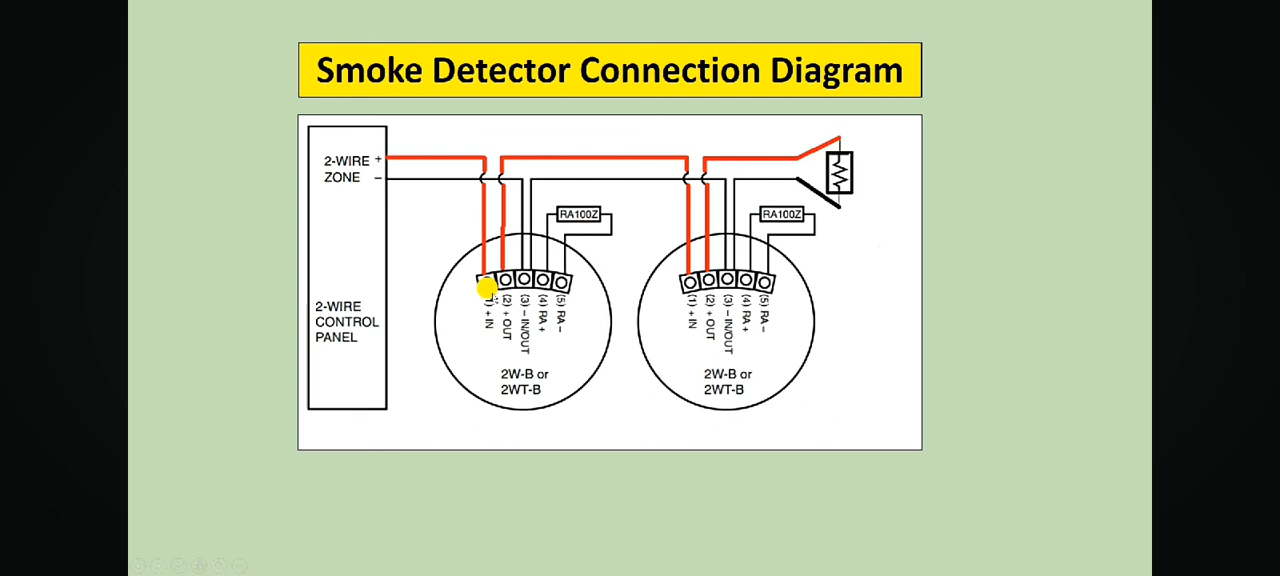 Smoke Detector Connection Diagram
2-WIRE +
ZONE −
2-WIRE
CONTROL
PANEL
RA100Z
(2) + OUT
(3) − IN/OUT
(4) RA +
(5) RA −
2W-B or
2WT-B
RA100Z
(1) + IN
(2) + OUT
(3) − IN/OUT
(4) RA +
(5) RA −
2W-B or
2WT-B